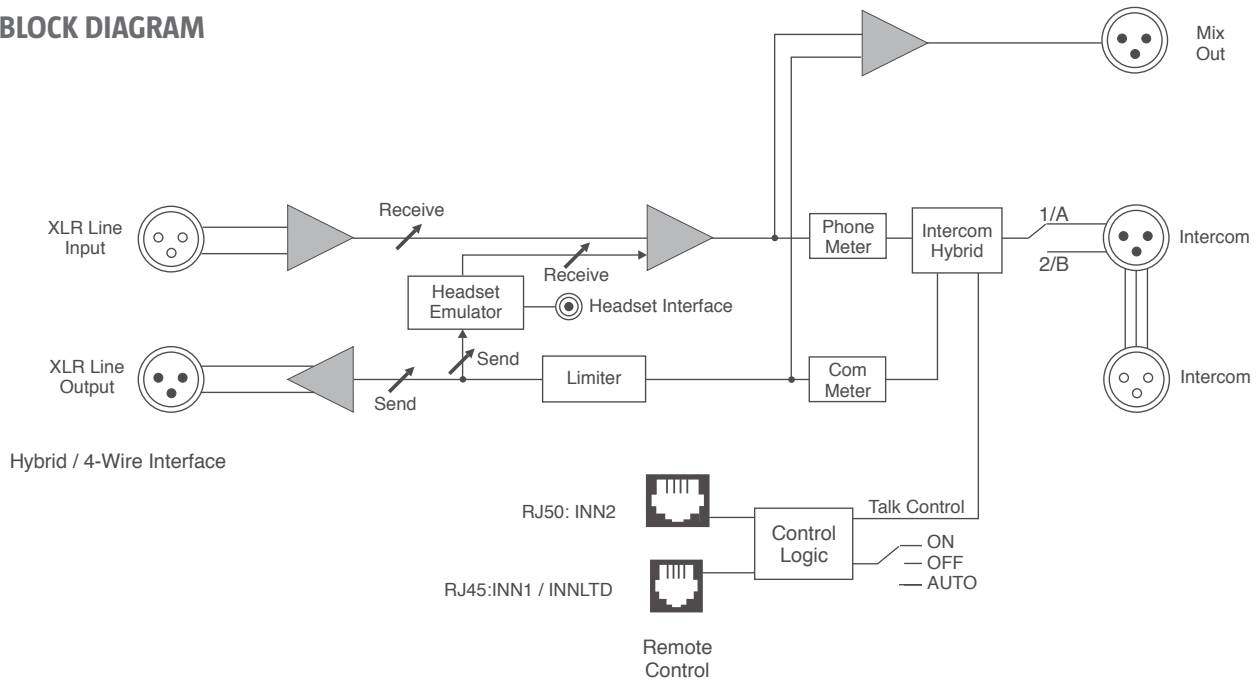 BLOCK DIAGRAM
Mix
Out
XLR Line
Input
Receive
Receive
Phone
Meter
Intercom
Hybrid
1/A
2/B
Intercom
Headset
Emulator
Headset Interface
XLR Line
Output
Send
Send
Limiter
Com
Meter
Intercom
Hybrid / 4-Wire Interface
RJ50: INN2
Control
Logic
Talk Control
ON
OFF
AUTO
RJ45:INN1 / INNLTD
Remote
Control